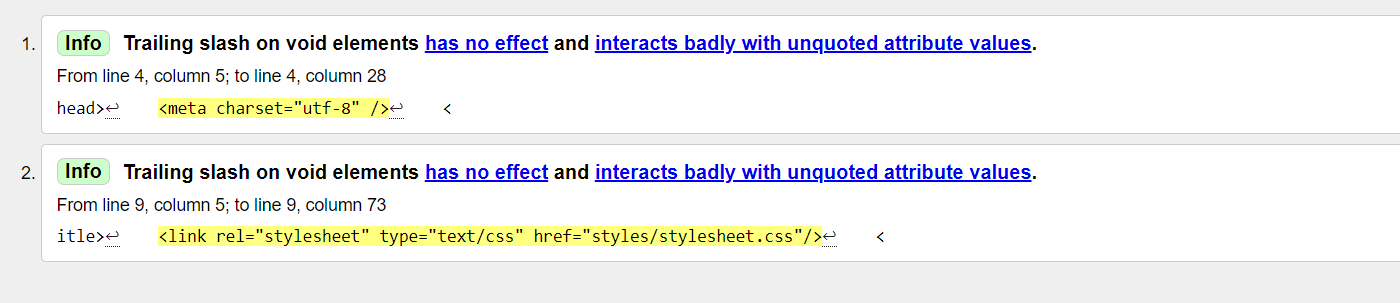 1. Info Trailing slash on void elements has no effect and interacts badly with unquoted attribute values.
From line 4, column 5; to line 4, column 28
head>↩    <meta charset="utf-8" />↩    <
2. Info Trailing slash on void elements has no effect and interacts badly with unquoted attribute values.
From line 9, column 5; to line 9, column 73
itle>↩    <link rel="stylesheet" type="text/css" href="styles/stylesheet.css"/>↩    <